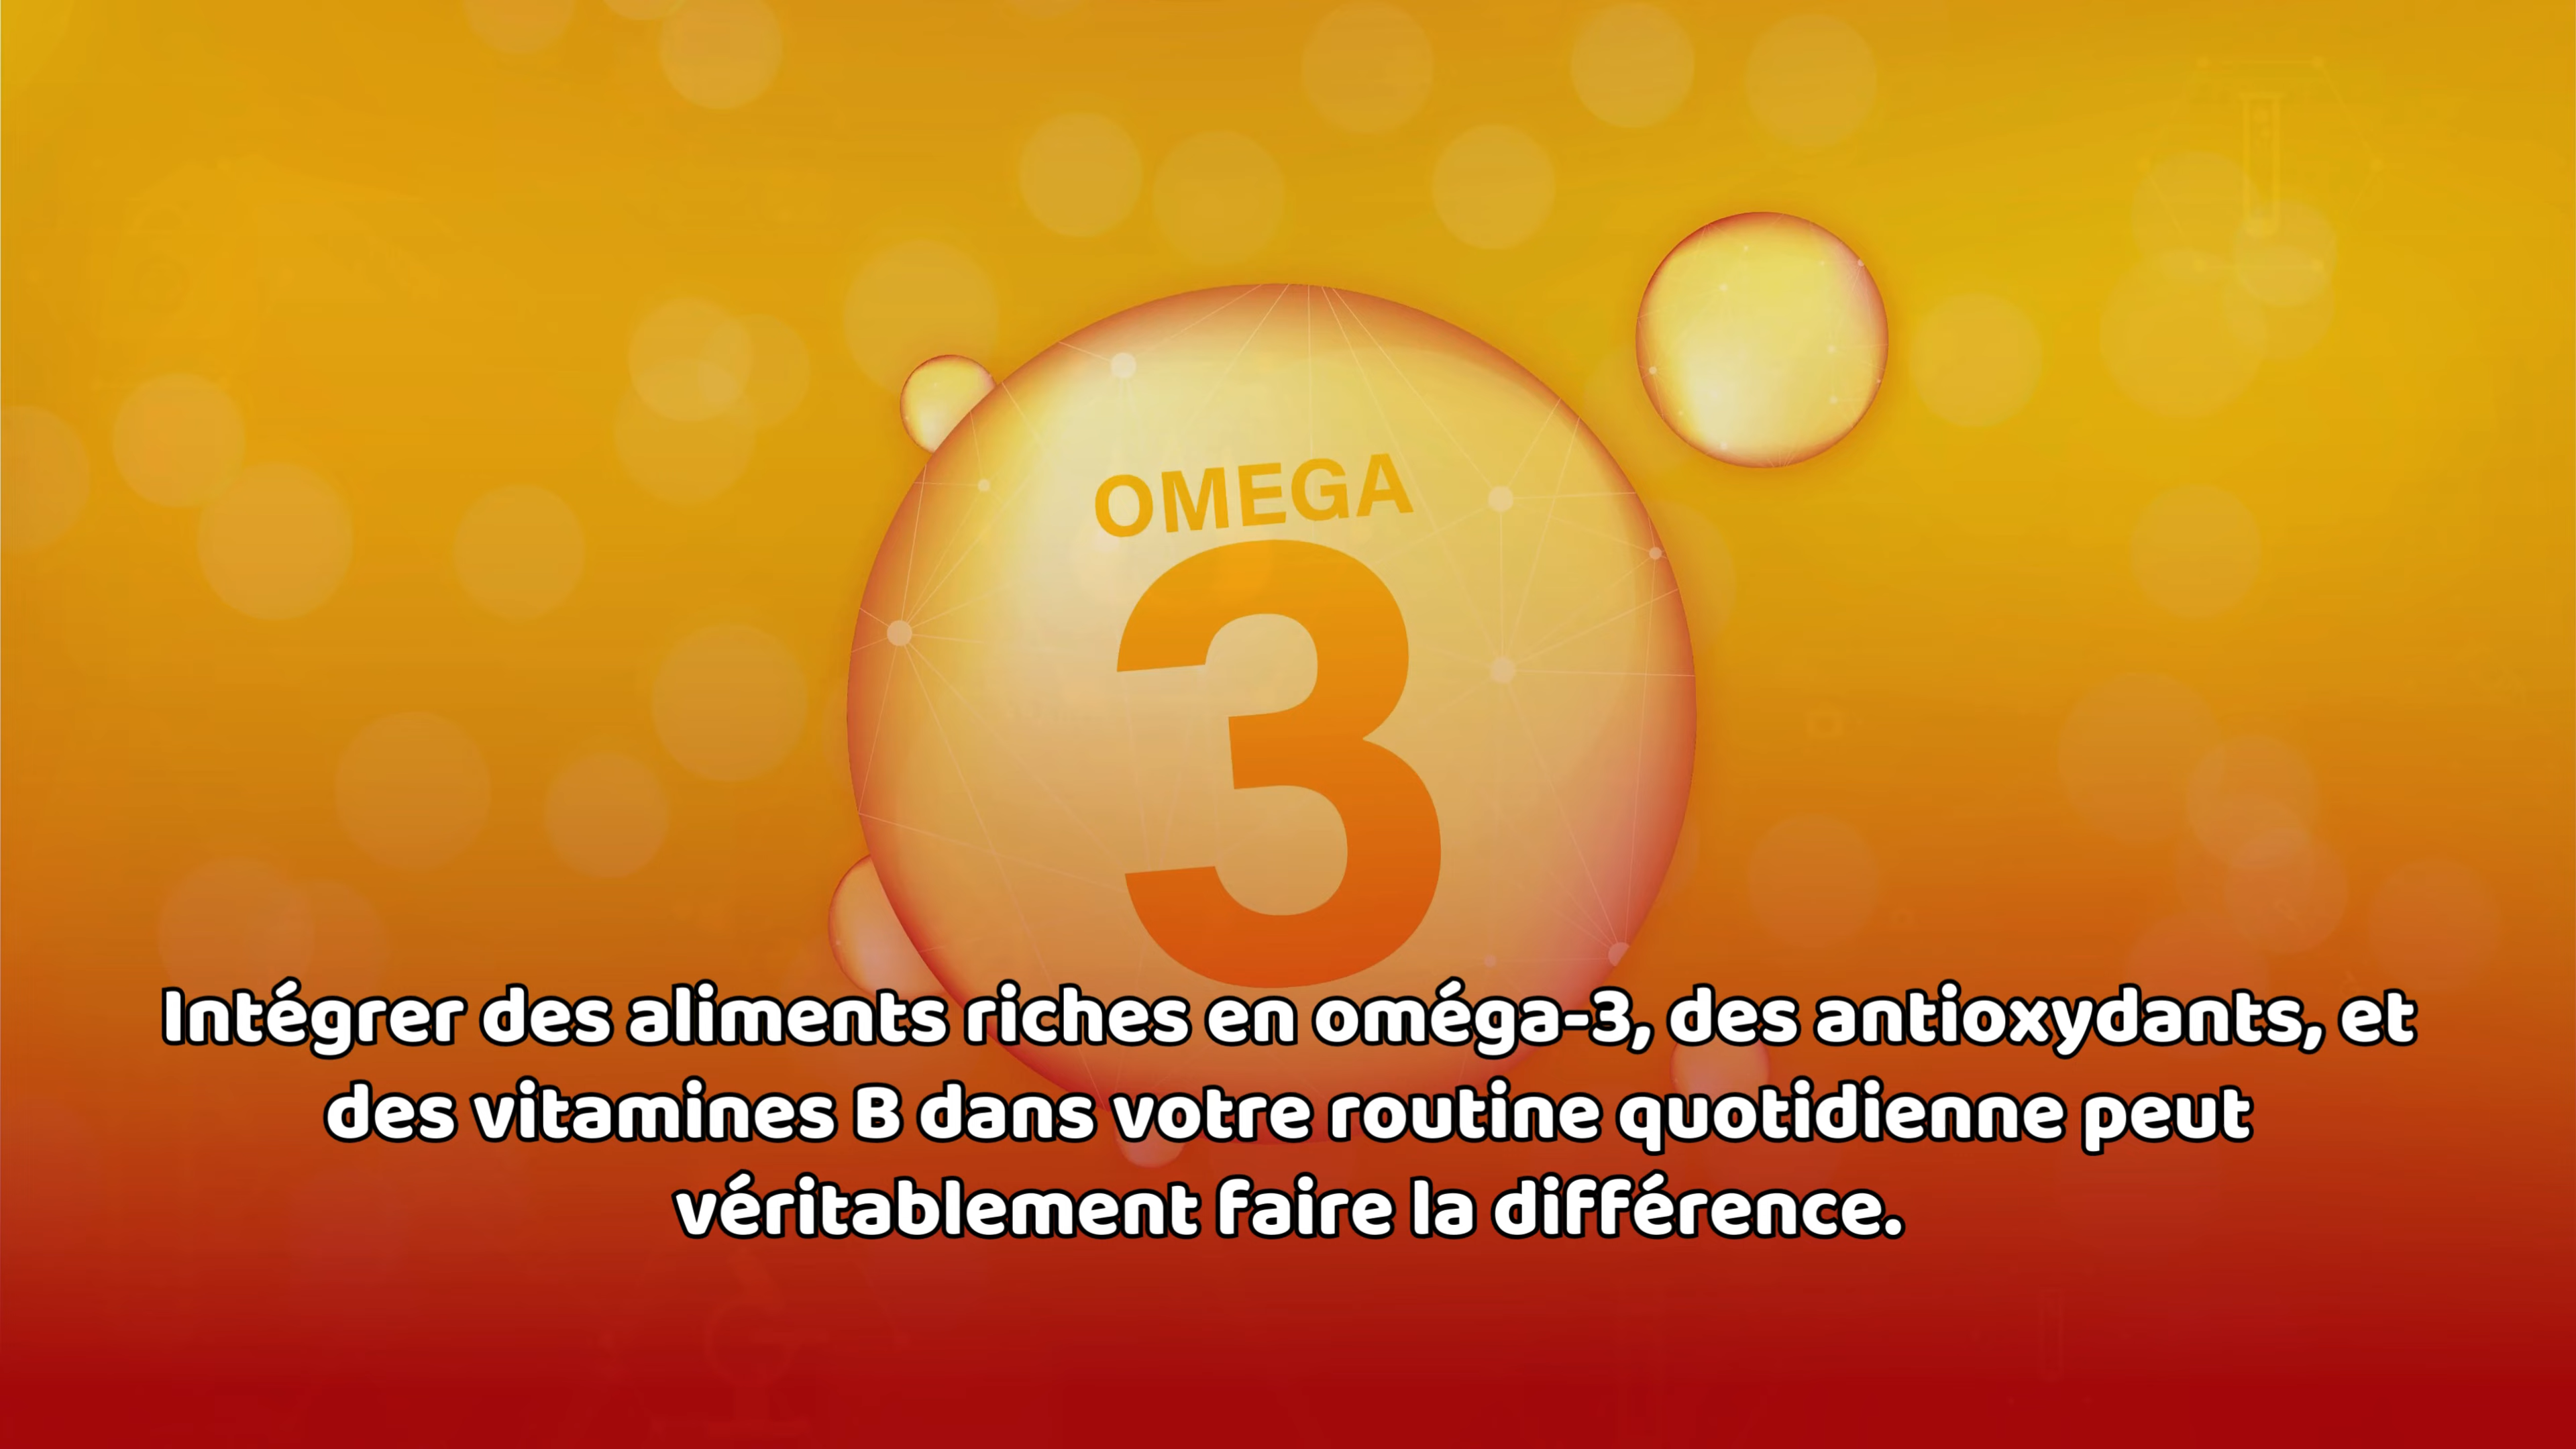 OMEGA
3
Intégrer des aliments riches en oméga-3, des antioxydants, et
des vitamines B dans votre routine quotidienne peut
véritablement faire la différence.